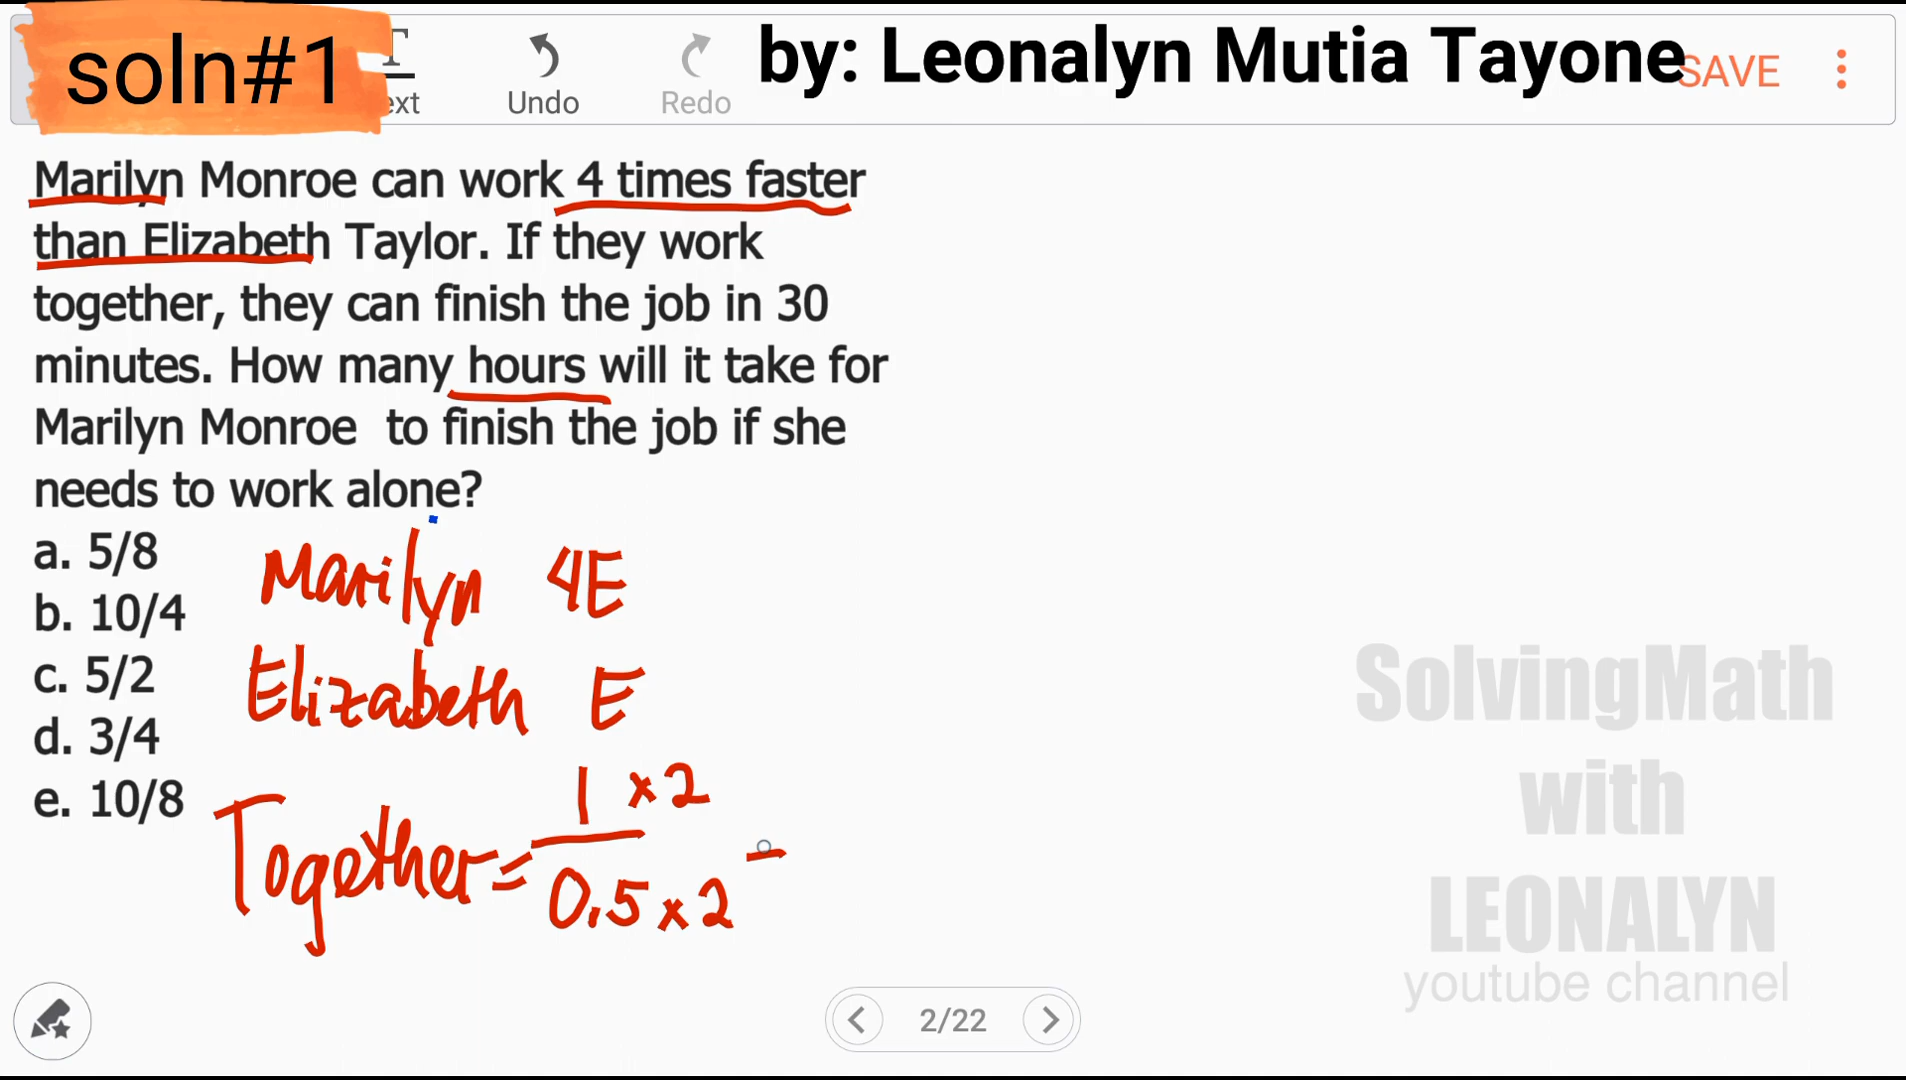 soln#1
ext
Undo
Redo
by: Leonalyn Mutia Tayone
SAVE
Marilyn Monroe can work 4 times faster
than Elizabeth Taylor. If they work
together, they can finish the job in 30
minutes. How many hours will it take for
Marilyn Monroe to finish the job if she
needs to work alone?
a. 5/8
b. 10/4
c. 5/2
d. 3/4
e. 10/8
Marilyn 4E
Elizabeth E
Together = 1 x 2
0.5 x 2
SolvingMath
with
LEONALYN
youtube channel
2/22